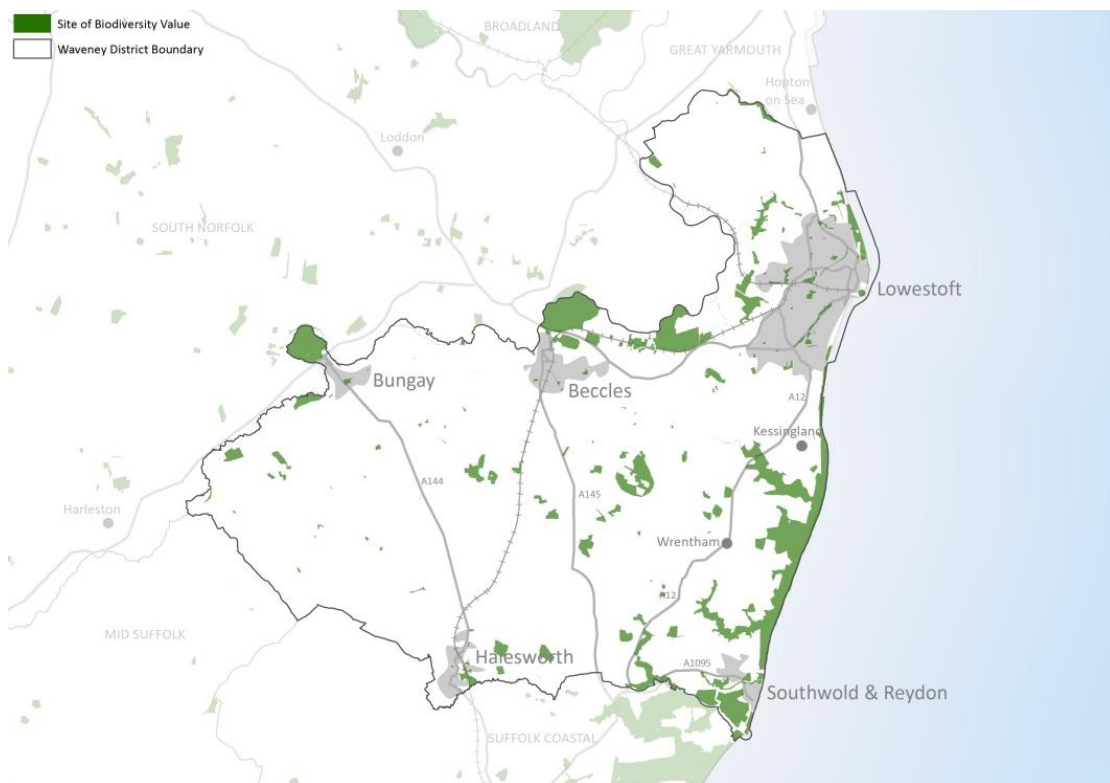 Site of Biodiversity Value
Waveney District Boundary
BROADLAND
GREAT YARMOUTH
Hopton
on Sea
Loddon
SOUTH NORFOLK
Lowestoft
Bungay
Beccles
A12
Kessingland
A144
A145
Harleston
Wrentham
A12
MID SUFFOLK
Halesworth
A1095
Southwold & Reydon
SUFFOLK COASTAL